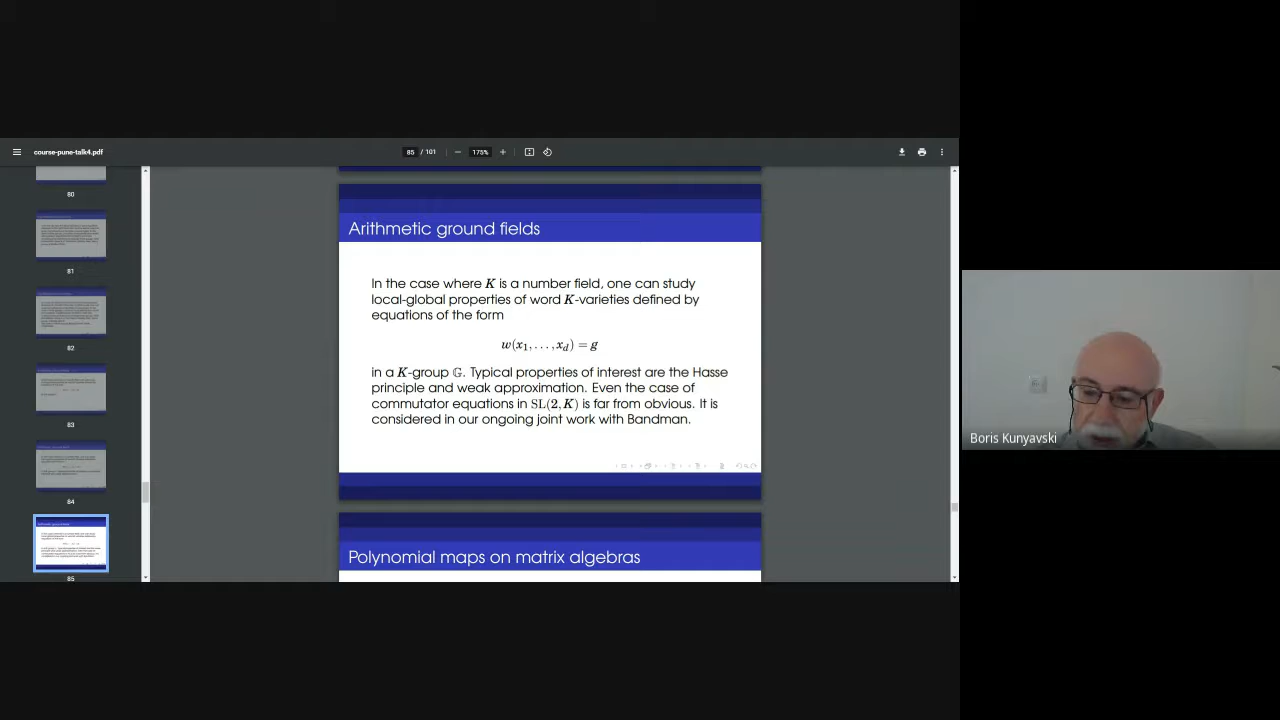 course-pune-talk4.pdf
85 / 101
175%
80
81
82
83
84
85
Arithmetic ground fields
In the case where K is a number field, one can study
local-global properties of word K-varieties defined by
equations of the form
w(x₁, . . . , x_d) = g
in a K-group 𝔾. Typical properties of interest are the Hasse
principle and weak approximation. Even the case of
commutator equations in SL(2, K) is far from obvious. It is
considered in our ongoing joint work with Bandman.
Polynomial maps on matrix algebras
Boris Kunyavski